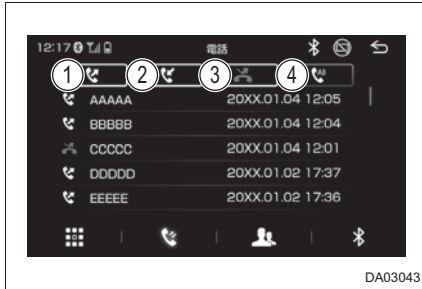 12:17 電話
1 2 3 4 All
AAAAA 20XX.01.04 12:05
BBBBB 20XX.01.04 12:04
CCCCC 20XX.01.04 12:01
DDDDD 20XX.01.02 17:37
EEEEE 20XX.01.02 17:36
DA03043